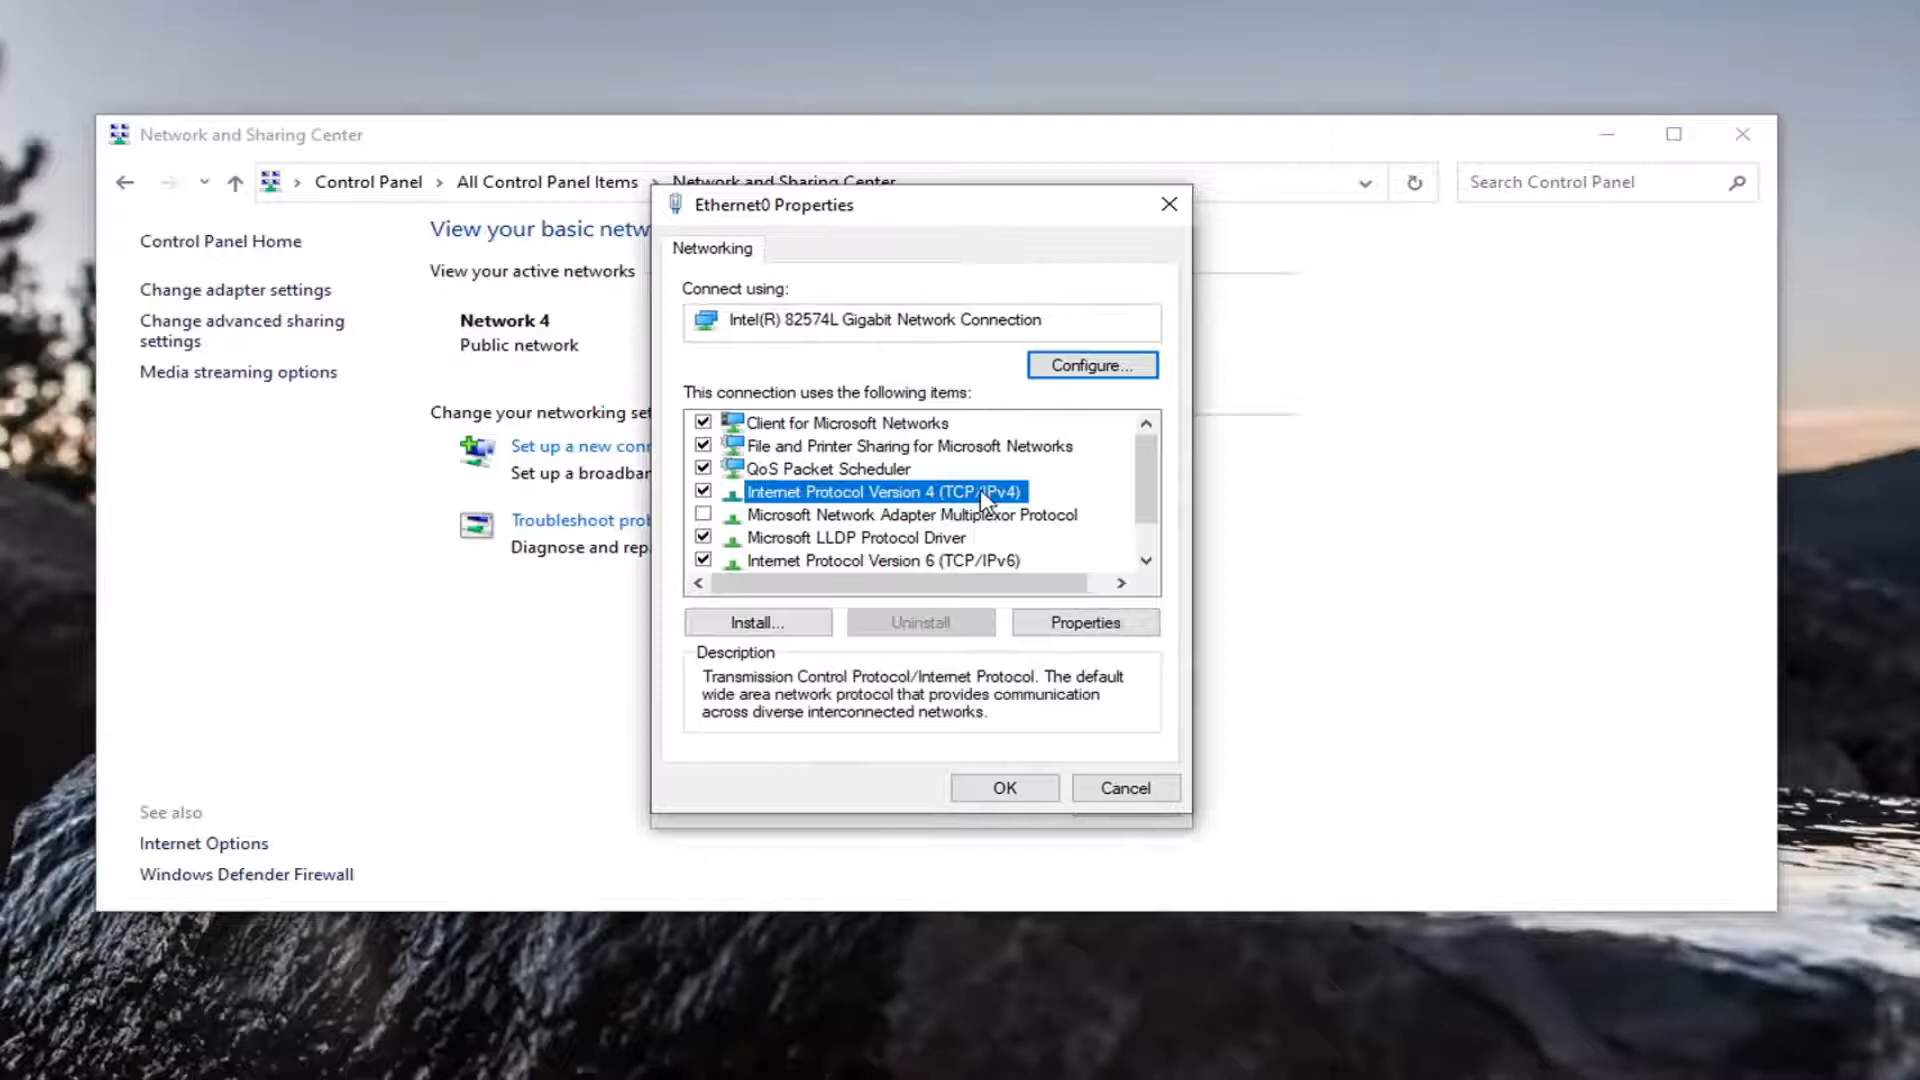 Network and Sharing Center
Control Panel
All Control Panel Items
Network and Sharing Center
Search Control Panel
Control Panel Home
Change adapter settings
Change advanced sharing
settings
Media streaming options
See also
Internet Options
Windows Defender Firewall
View your basic netw
View your active networks
Network 4
Public network
Change your networking set
Set up a new conn
Set up a broadban
Troubleshoot prob
Diagnose and repa
Ethernet0 Properties
Networking
Connect using:
Intel(R) 82574L Gigabit Network Connection
Configure...
This connection uses the following items:
Client for Microsoft Networks
File and Printer Sharing for Microsoft Networks
QoS Packet Scheduler
Internet Protocol Version 4 (TCP/IPv4)
Microsoft Network Adapter Multiplexor Protocol
Microsoft LLDP Protocol Driver
Internet Protocol Version 6 (TCP/IPv6)
Install...
Uninstall
Properties
Description
Transmission Control Protocol/Internet Protocol. The default
wide area network protocol that provides communication
across diverse interconnected networks.
OK
Cancel